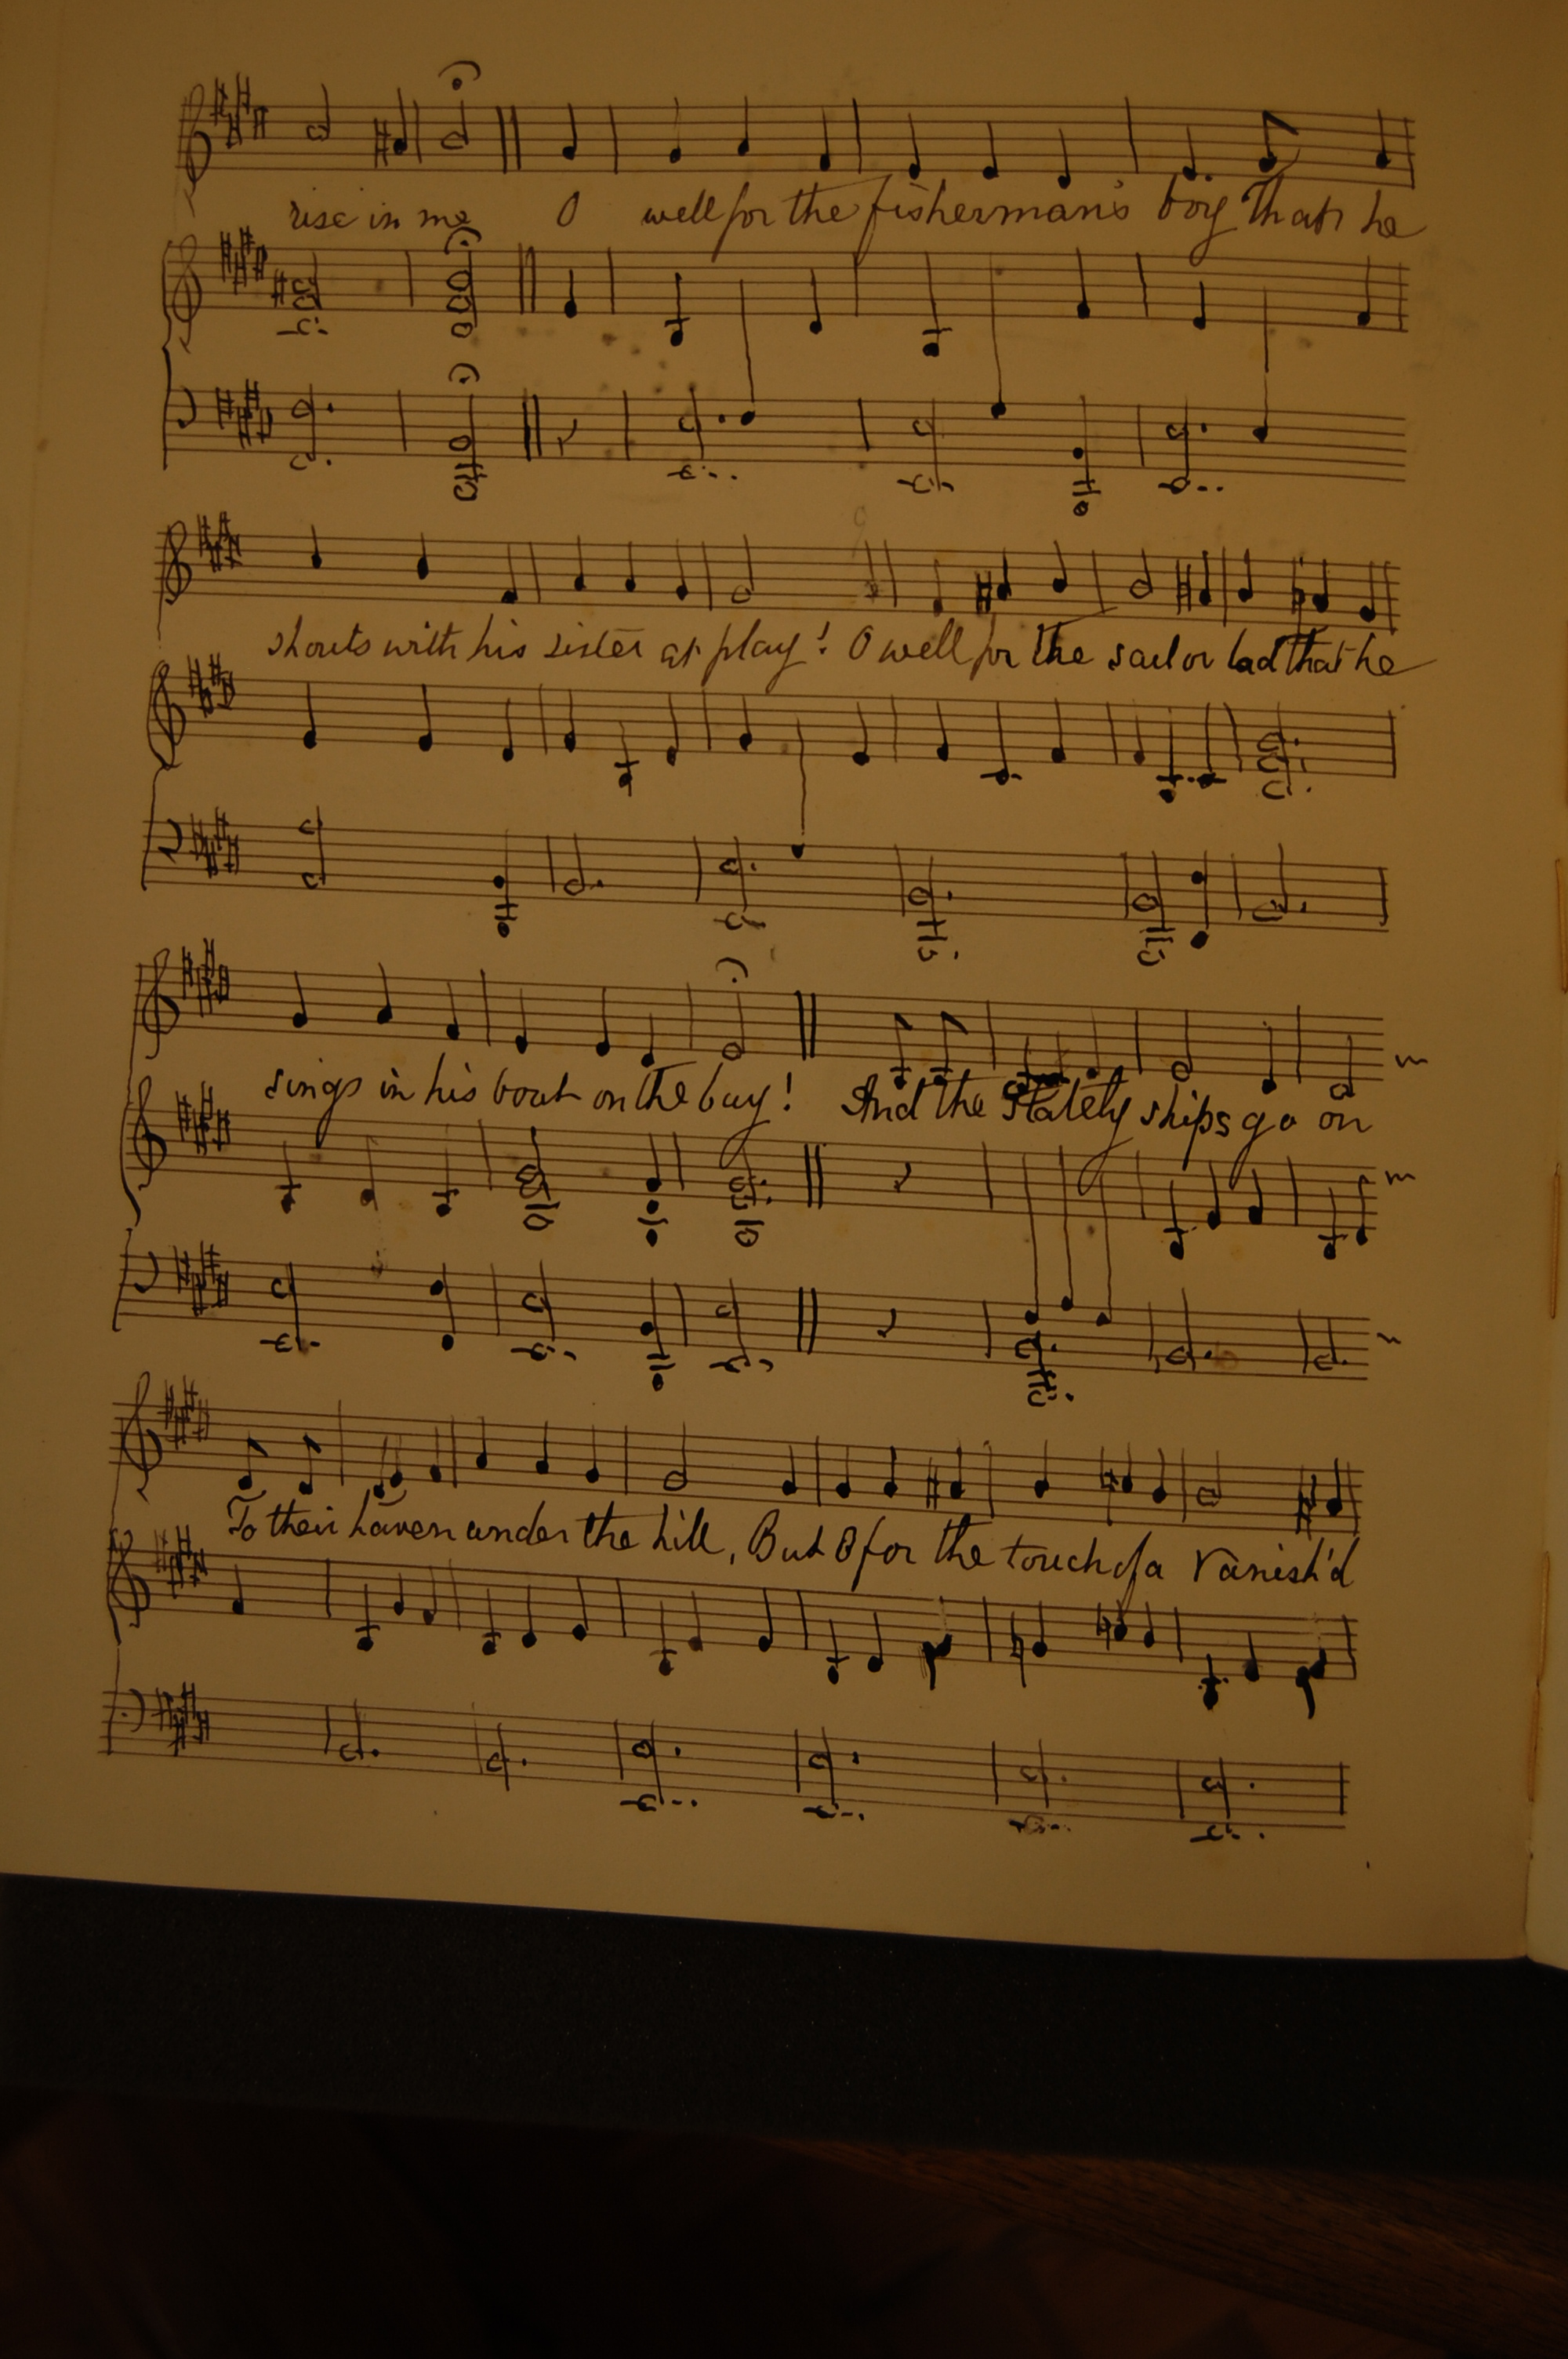 rise in me O well for the fisherman's boy That he
shouts with his sister at play! O well for the sailor lad that he
sings in his boat on the bay! And the stately ships go on
To their haven under the hill, But O for the touch of a vanish'd